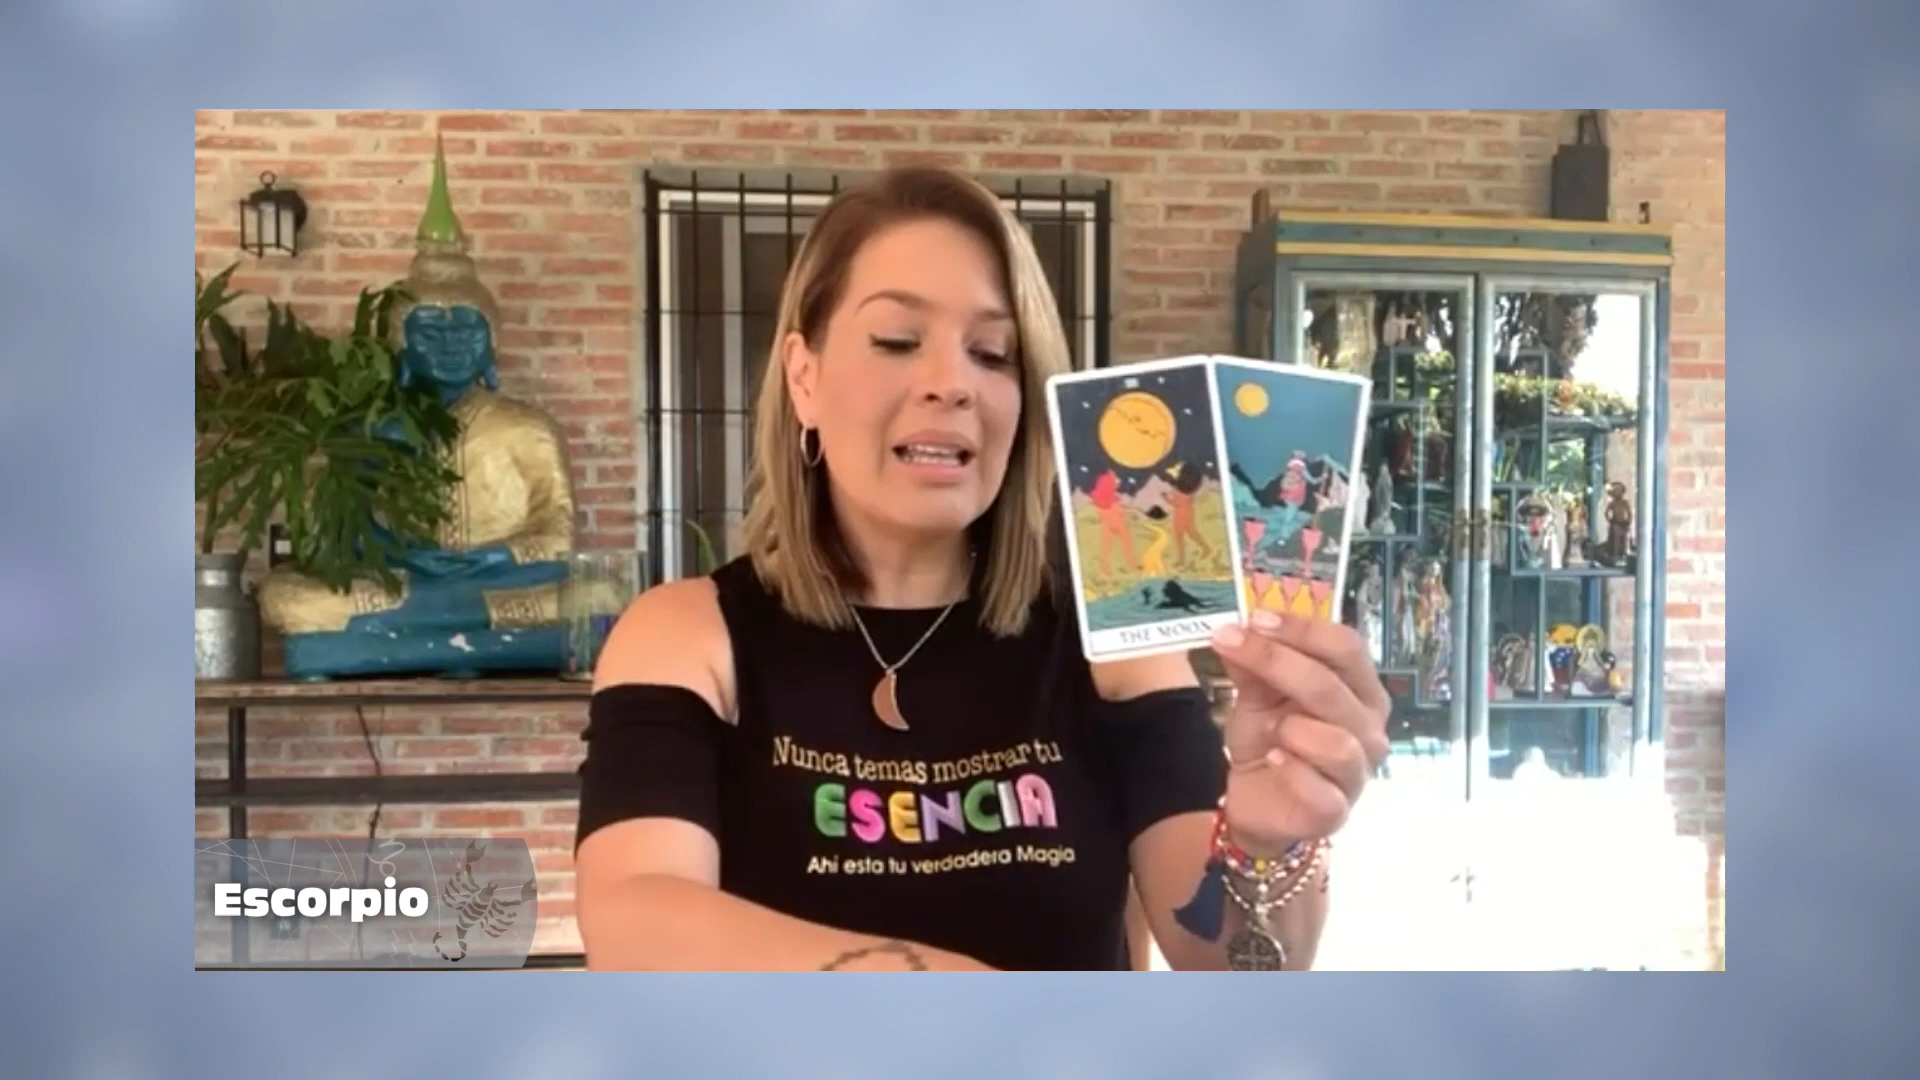 THE MOON
Nunca temas mostrar tu
ESENCIA
Ahí esta tu verdadera Magia
Escorpio